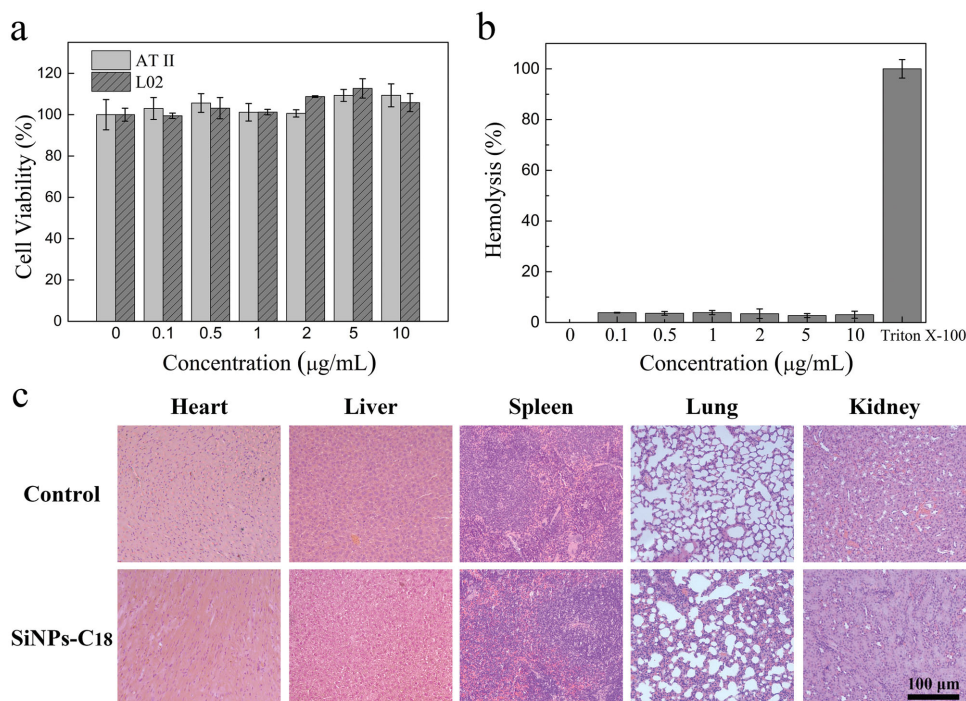 a
AT II
L02
120
100
80
60
40
20
0
Cell Viability (%)
0 0.1 0.5 1 2 5 10
Concentration (μg/mL)
b
100
80
60
40
20
0
Hemolysis (%)
0 0.1 0.5 1 2 5 10 Triton X-100
Concentration (μg/mL)
c
Heart Liver Spleen Lung Kidney
Control
SiNPs-C18
100 μm